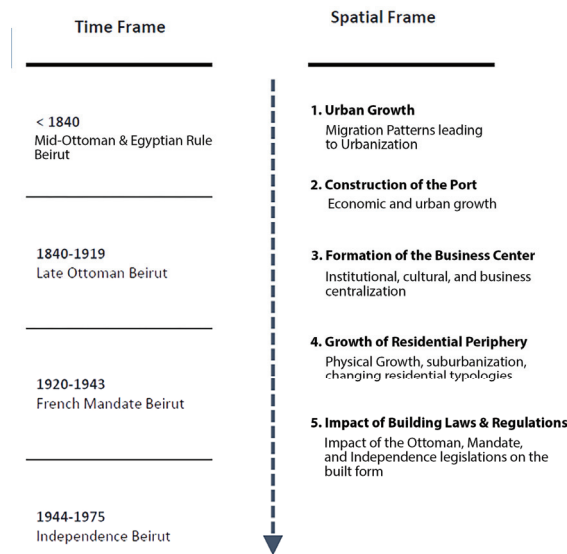 Time Frame
< 1840
Mid-Ottoman & Egyptian Rule
Beirut
1840-1919
Late Ottoman Beirut
1920-1943
French Mandate Beirut
1944-1975
Independence Beirut
Spatial Frame
1. Urban Growth
Migration Patterns leading
to Urbanization
2. Construction of the Port
Economic and urban growth
3. Formation of the Business Center
Institutional, cultural, and business
centralization
4. Growth of Residential Periphery
Physical Growth, suburbanization,
changing residential typologies
5. Impact of Building Laws & Regulations
Impact of the Ottoman, Mandate,
and Independence legislations on the
built form